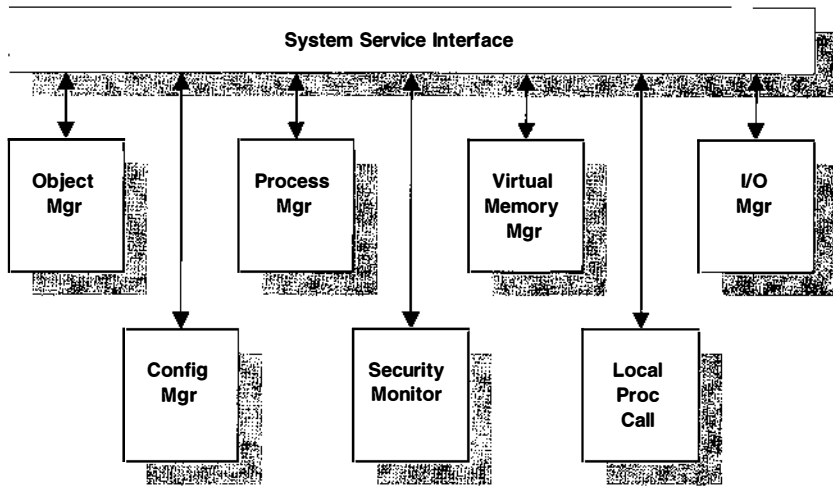 System Service Interface
Object
Mgr
Process
Mgr
Virtual
Memory
Mgr
I/O
Mgr
Config
Mgr
Security
Monitor
Local
Proc
Call